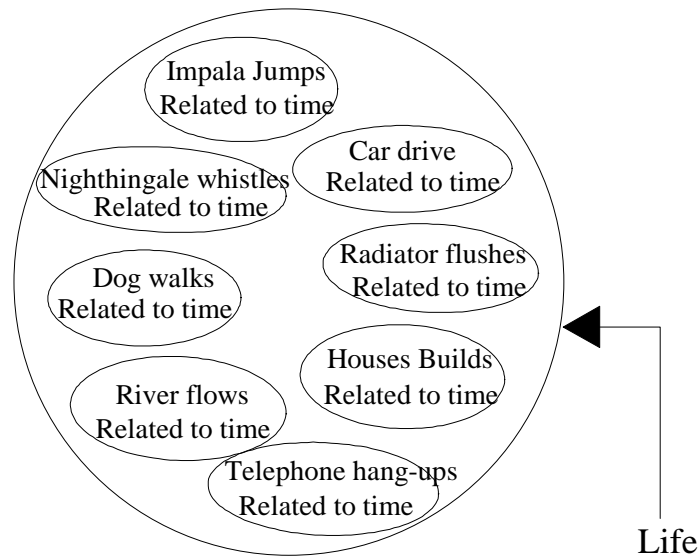 Impala Jumps
Related to time
Car drive
Related to time
Nighthingale whistles
Related to time
Radiator flushes
Related to time
Dog walks
Related to time
Houses Builds
Related to time
River flows
Related to time
Telephone hang-ups
Related to time
Life